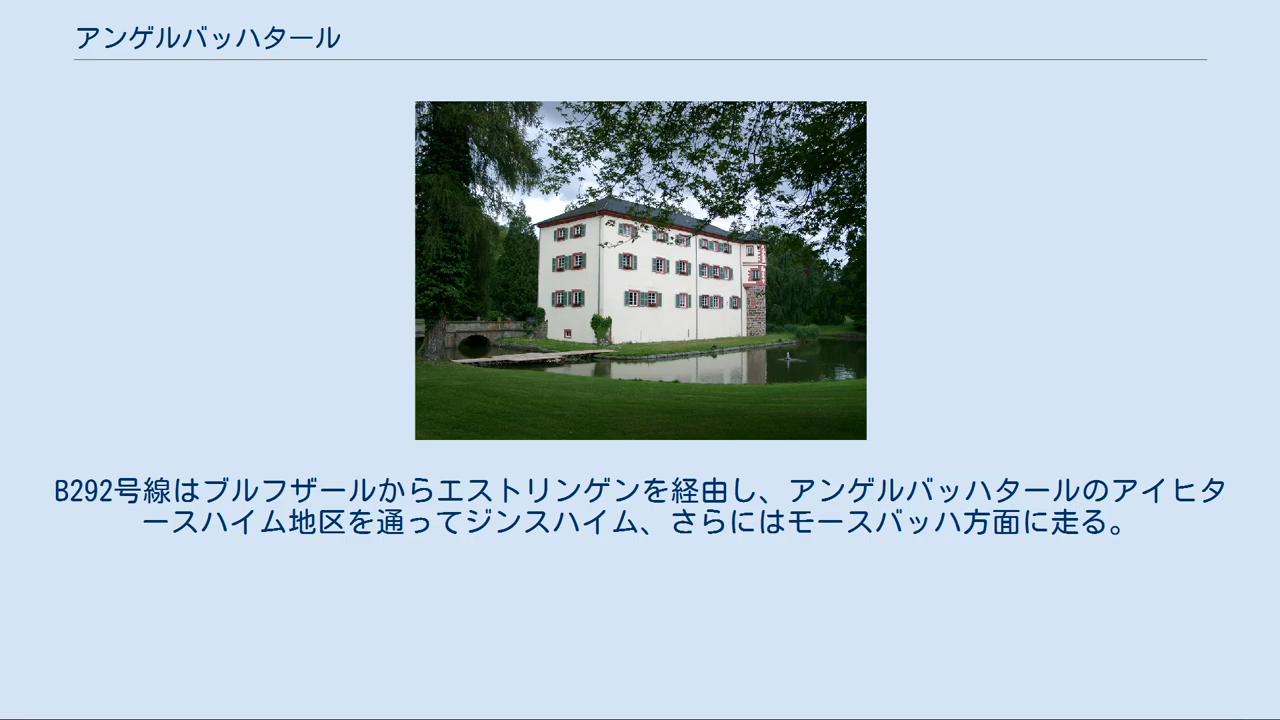 アンゲルバッハタール
B292号線はブルフザールからエストリンゲンを経由し、アンゲルバッハタールのアイヒタ
ースハイム地区を通ってジンスハイム、さらにはモースバッハ方面に走る。